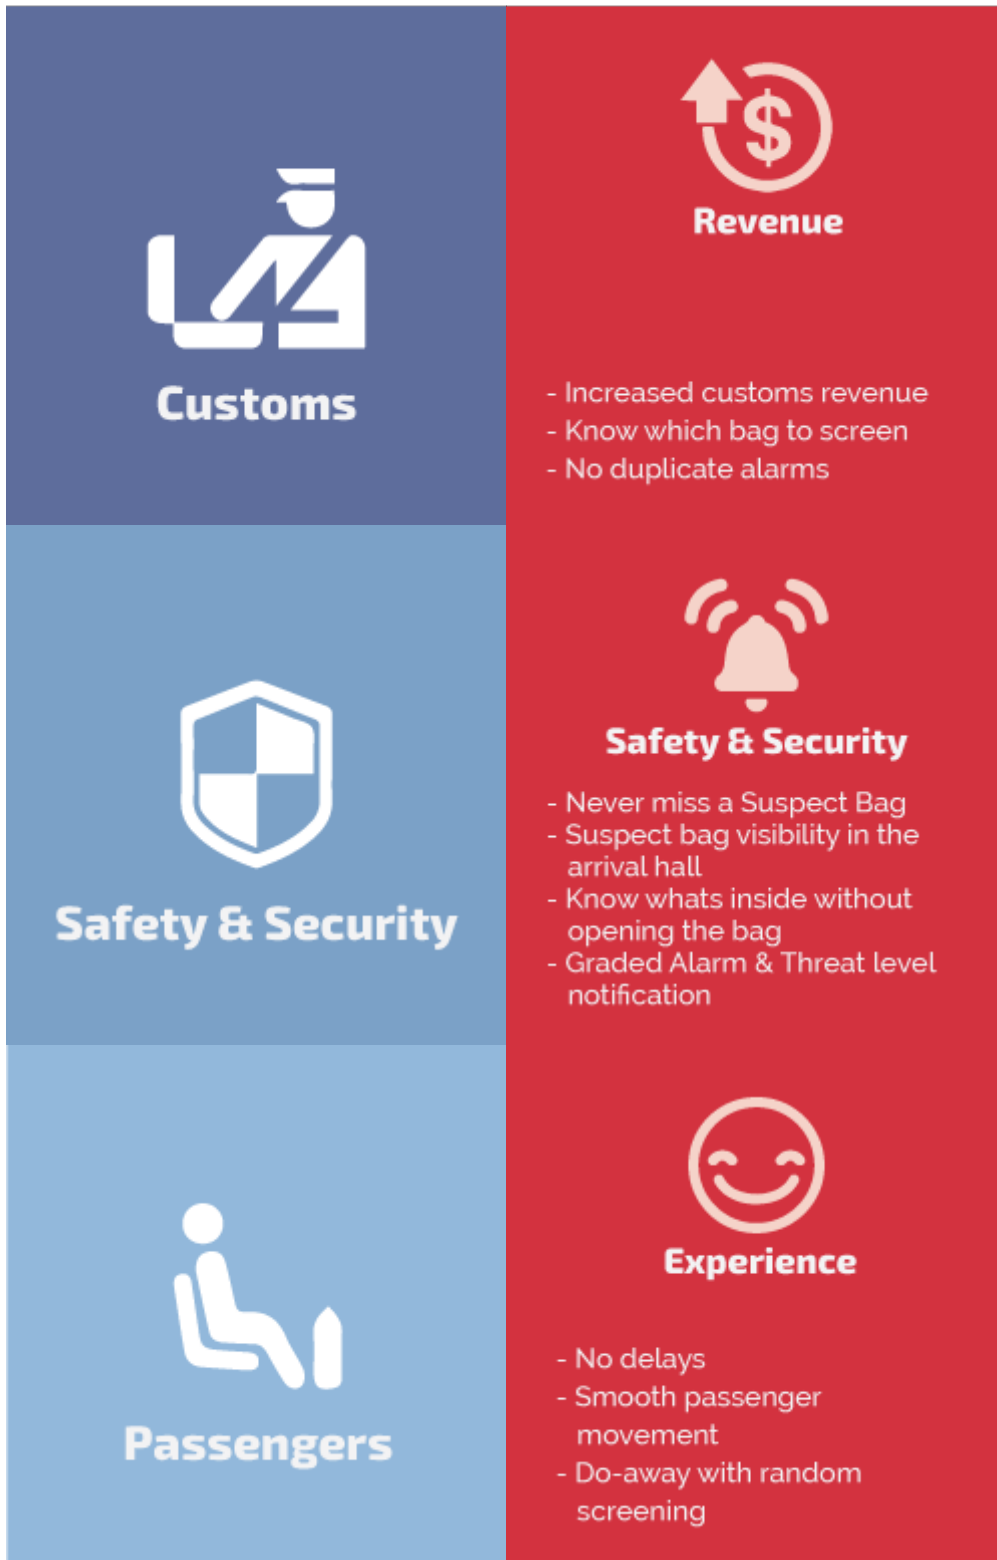 Customs
$
Revenue
- Increased customs revenue
- Know which bag to screen
- No duplicate alarms
Safety & Security
Safety & Security
- Never miss a Suspect Bag
- Suspect bag visibility in the
arrival hall
- Know whats inside without
opening the bag
- Graded Alarm & Threat level
notification
Passengers
Experience
- No delays
- Smooth passenger
movement
- Do-away with random
screening